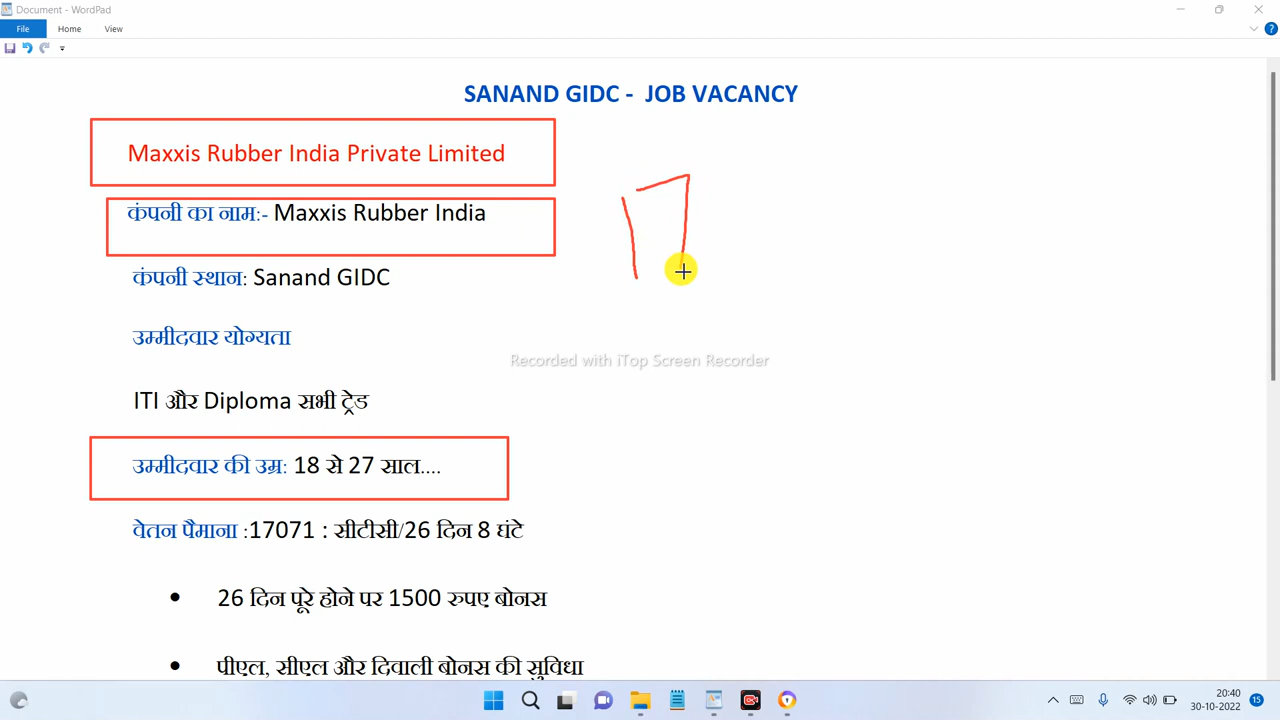 Document - WordPad
File Home View
SANAND GIDC - JOB VACANCY
Maxxis Rubber India Private Limited
कंपनी का नाम:- Maxxis Rubber India
17
कंपनी स्थान: Sanand GIDC
उम्मीदवार योग्यता
Recorded with iTop Screen Recorder
ITI और Diploma सभी ट्रेड
उम्मीदवार की उम्र: 18 से 27 साल....
वेतन पैमाना :17071 : सीटीसी/26 दिन 8 घंटे
• 26 दिन पूरे होने पर 1500 रुपए बोनस
• पीएल, सीएल और दिवाली बोनस की सुविधा
20:40
30-10-2022
15